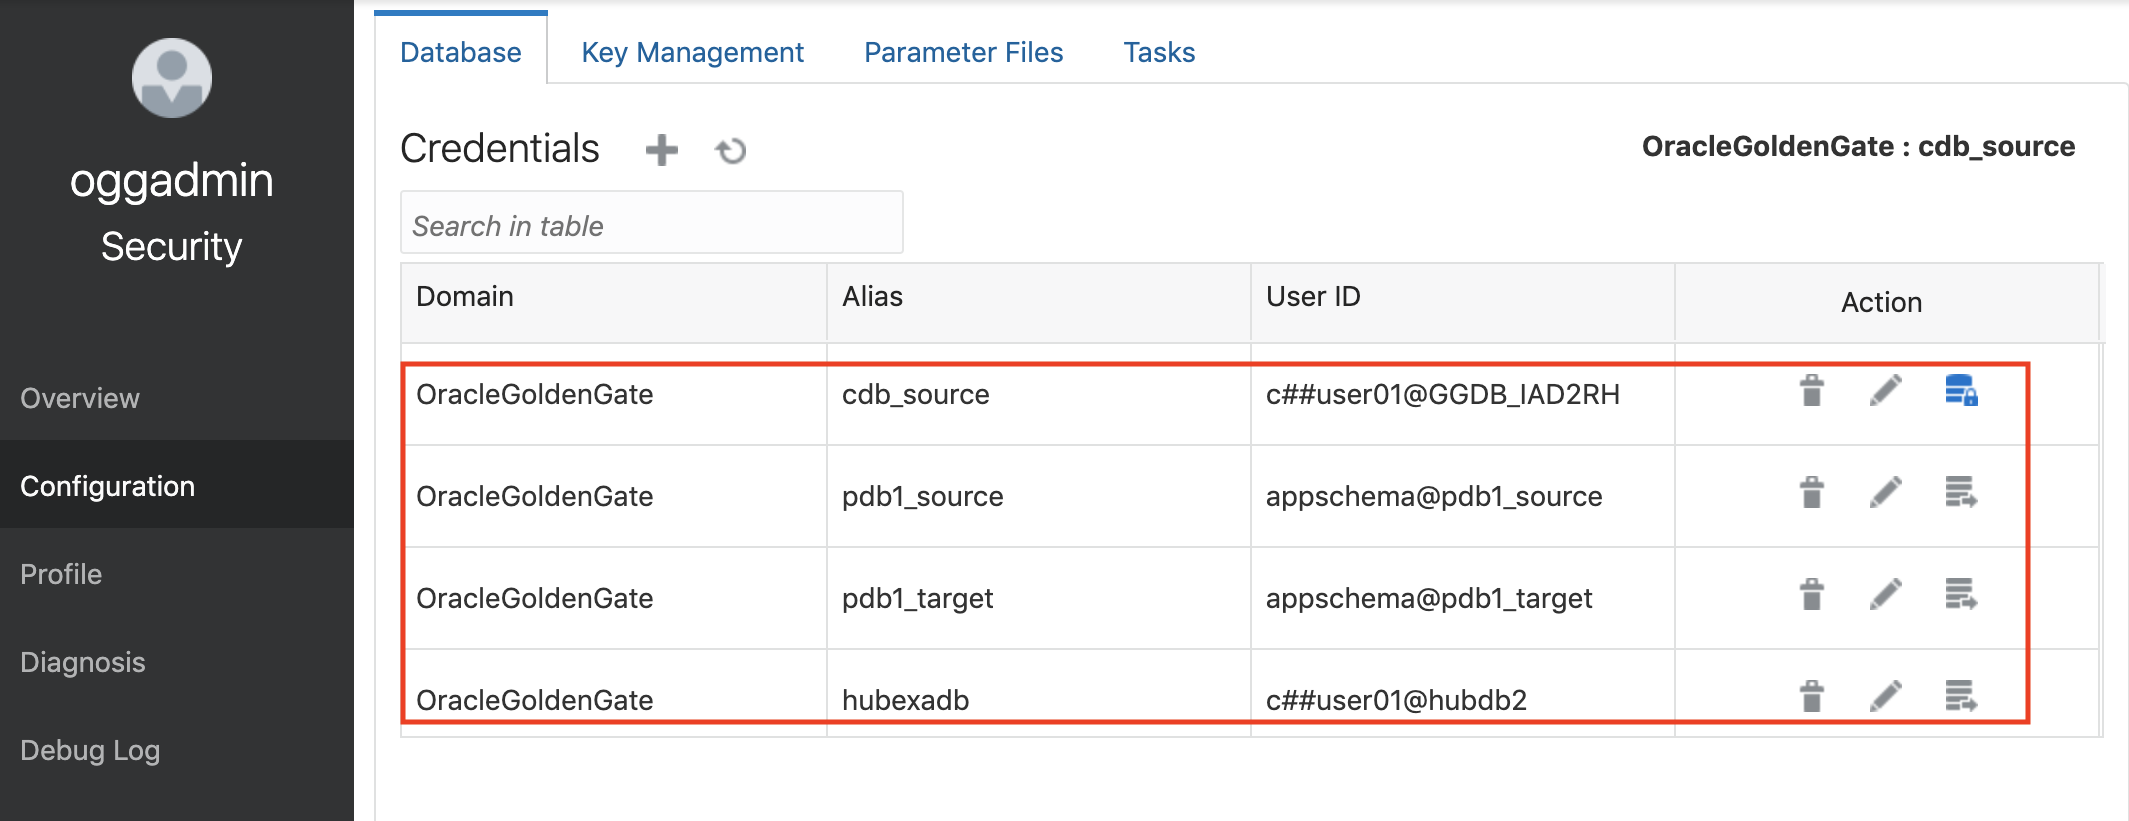 oggadmin
Security
Overview
Configuration
Profile
Diagnosis
Debug Log
Database Key Management Parameter Files Tasks
Credentials
OracleGoldenGate : cdb_source
Search in table
Domain Alias User ID Action
OracleGoldenGate cdb_source c##user01@GGDB_IAD2RH
OracleGoldenGate pdb1_source appschema@pdb1_source
OracleGoldenGate pdb1_target appschema@pdb1_target
OracleGoldenGate hubexadb c##user01@hubdb2